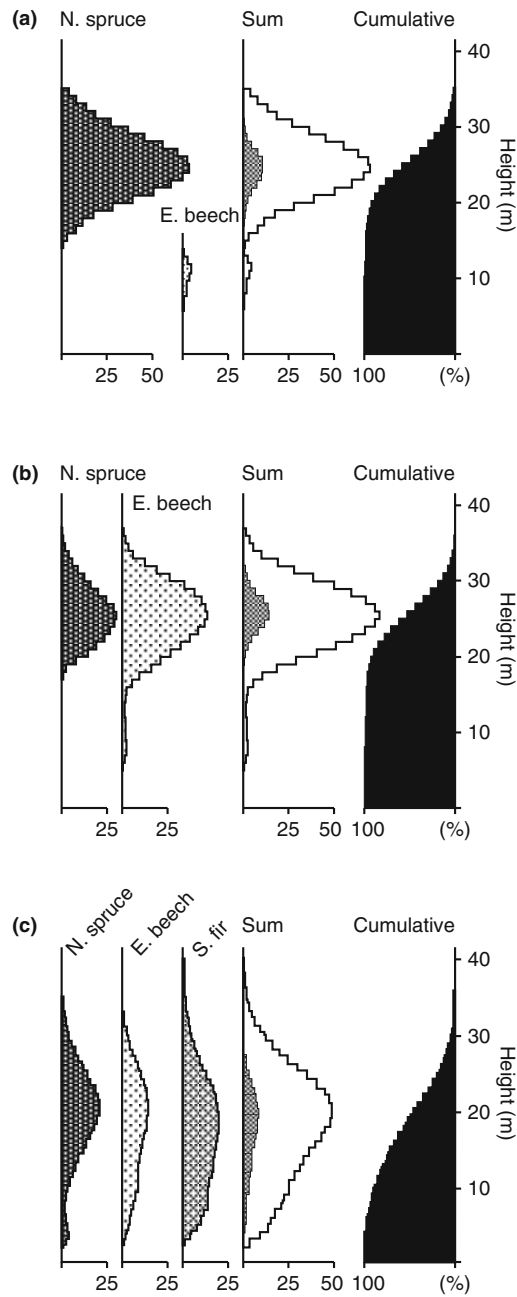 (a) N. spruce Sum Cumulative
40
30
Height (m)
20
E. beech
10
25 50 25 25 50 100 (%)
(b) N. spruce Sum Cumulative
E. beech
40
30
Height (m)
20
10
25 25 25 50 100 (%)
(c) N. spruce E. beech S. fir Sum Cumulative
40
30
Height (m)
20
10
25 25 25 25 50 100 (%)